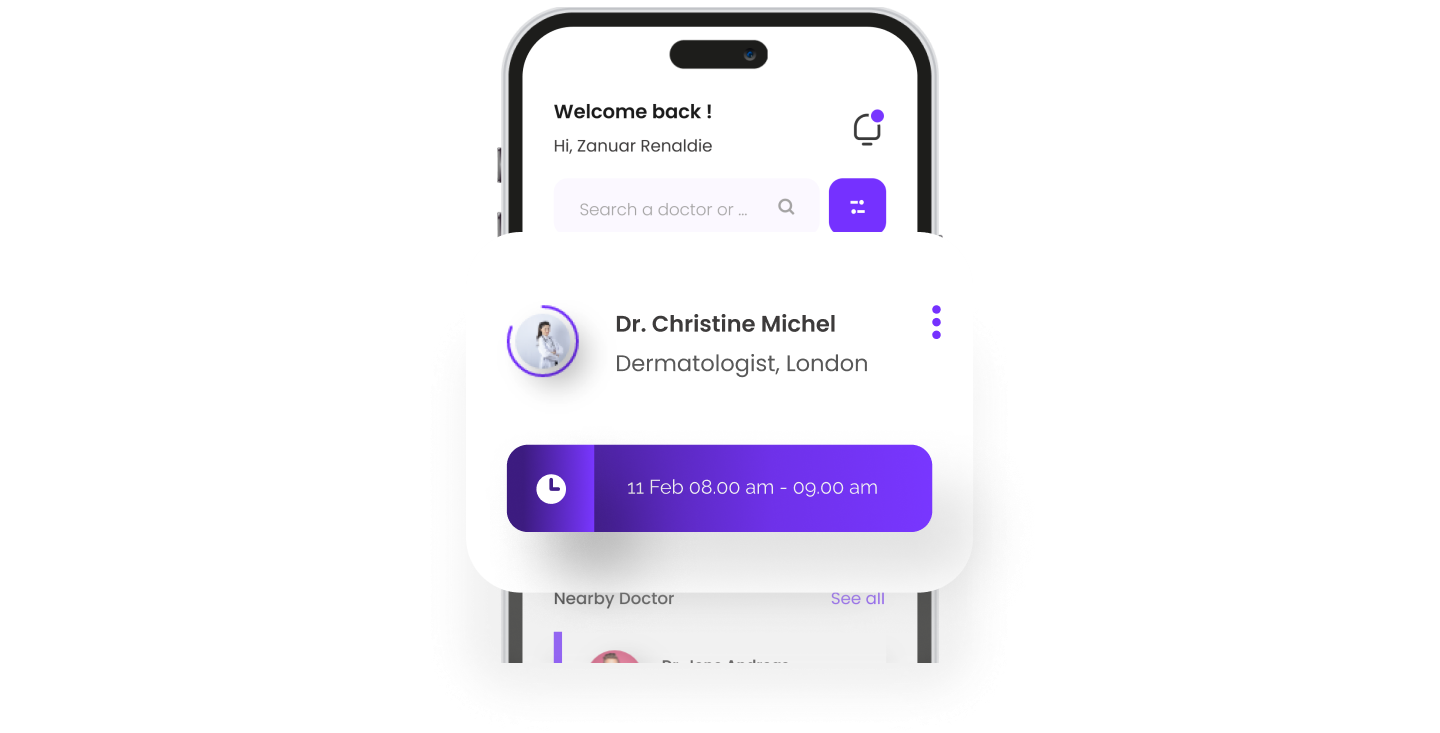 Welcome back !
Hi, Zanuar Renaldie
Search a doctor or ...
Dr. Christine Michel
Dermatologist, London
11 Feb 08.00 am - 09.00 am
Nearby Doctor
See all